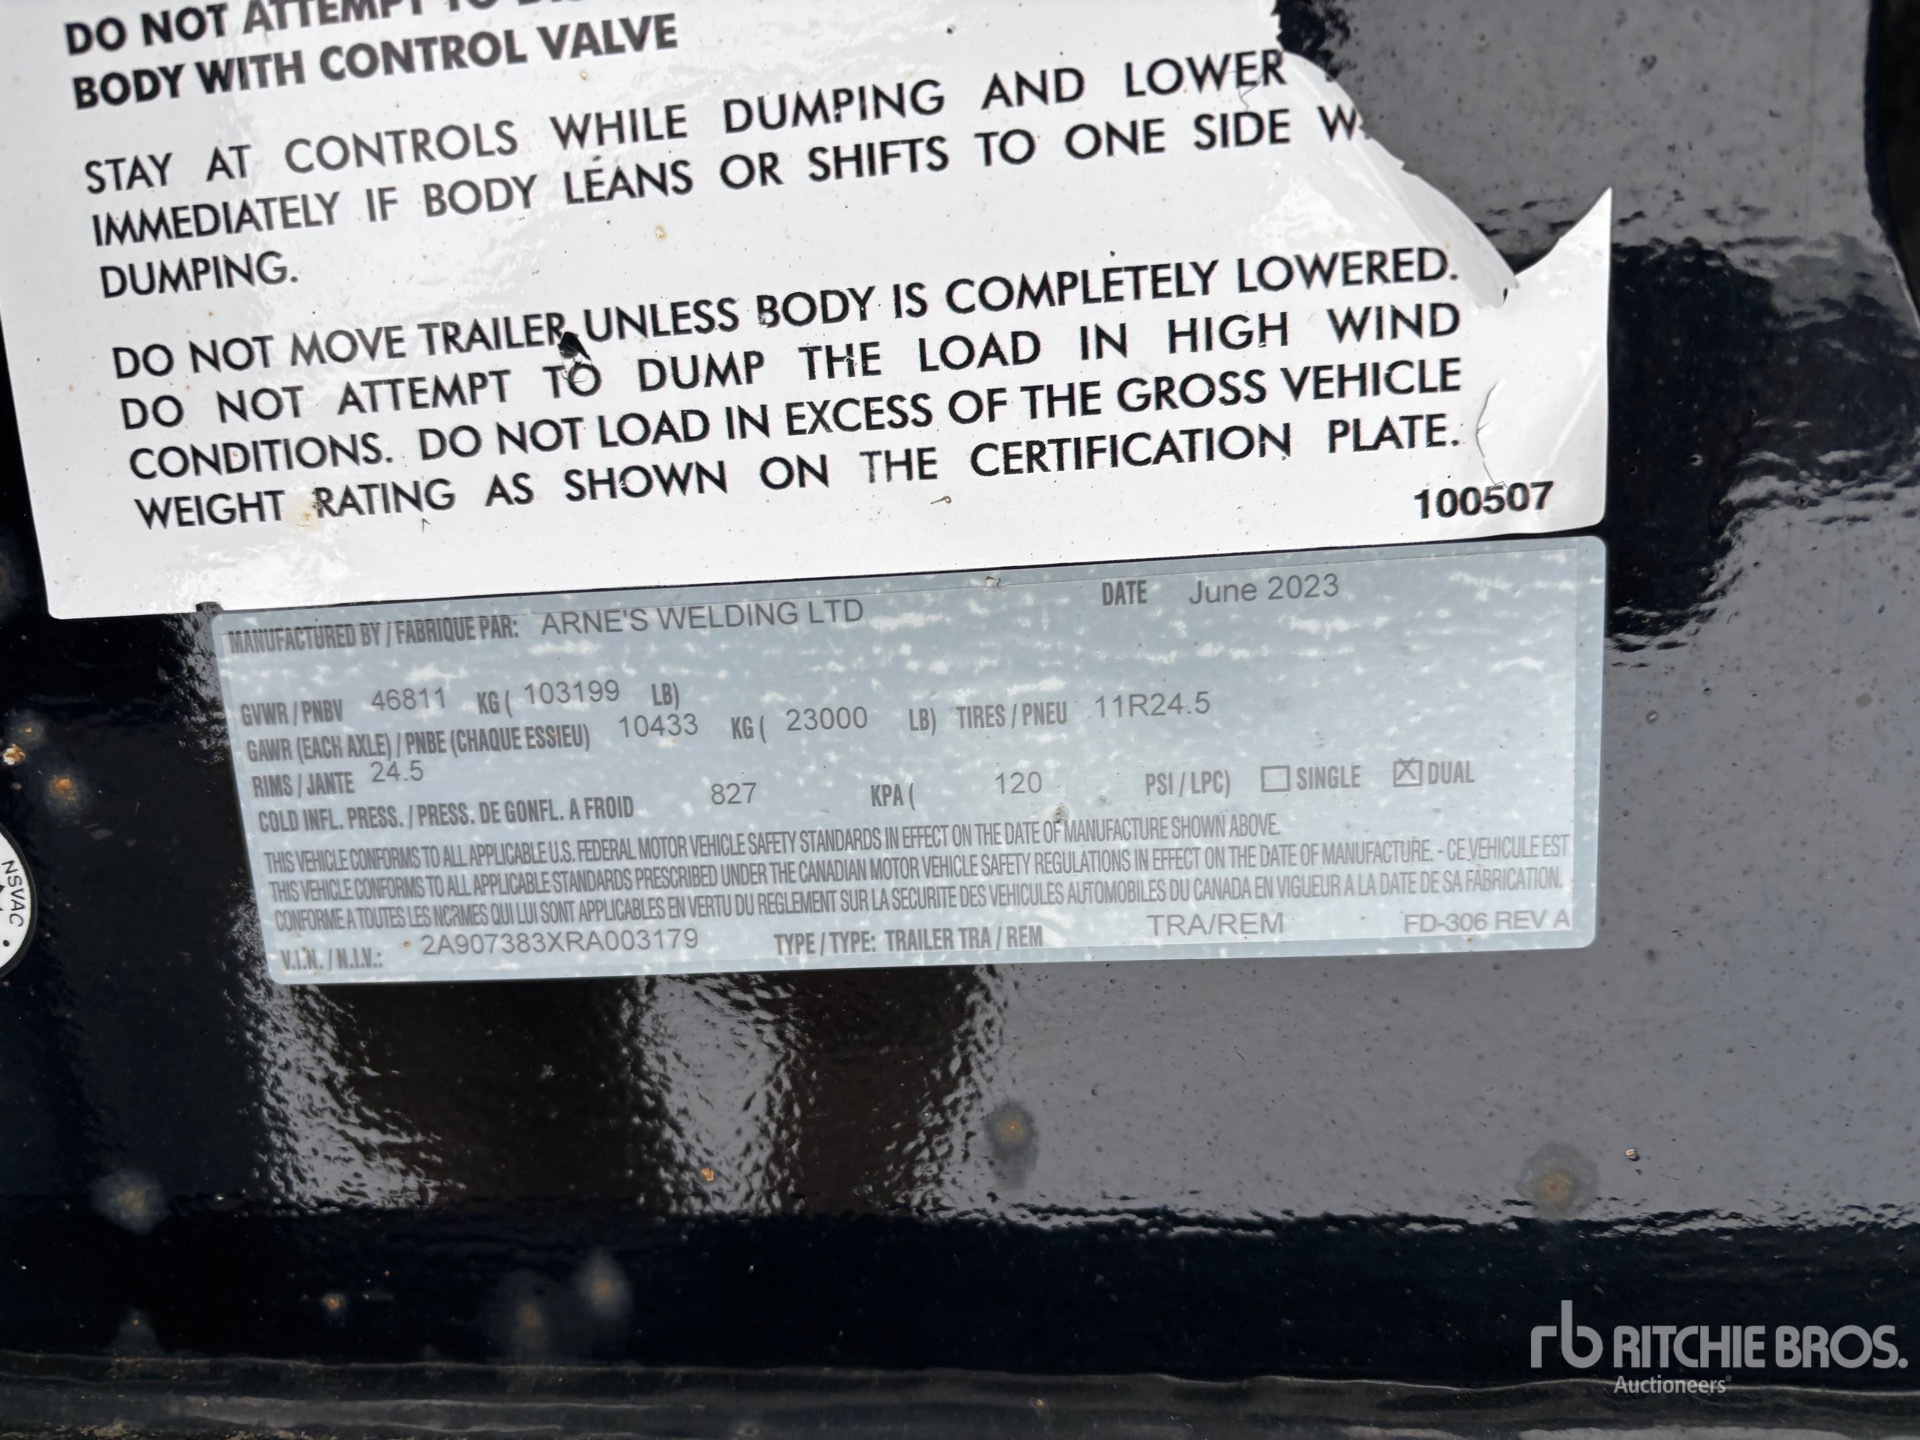 DO NOT ATTEMPT TO
BODY WITH CONTROL VALVE
STAY AT CONTROLS WHILE DUMPING AND LOWER
IMMEDIATELY IF BODY LEANS OR SHIFTS TO ONE SIDE
DUMPING.
DO NOT MOVE TRAILER UNLESS BODY IS COMPLETELY LOWERED.
DO NOT ATTEMPT TO DUMP THE LOAD IN HIGH WIND
CONDITIONS. DO NOT LOAD IN EXCESS OF THE GROSS VEHICLE
WEIGHT RATING AS SHOWN ON THE CERTIFICATION PLATE.
100507
MANUFACTURED BY / FABRIQUE PAR: ARNE'S WELDING LTD DATE June 2023
GVWR / PNBV 46811 KG ( 103199 LB)
GAWR (EACH AXLE) / PNBE (CHAQUE ESSIEU) 10433 KG ( 23000 LB) TIRES / PNEU 11R24.5
RIMS / JANTE 24.5
COLD INFL. PRESS. / PRESS. DE GONFL. A FROID 827 KPA ( 120 PSI / LPC) ☐ SINGLE ☒ DUAL
THIS VEHICLE CONFORMS TO ALL APPLICABLE U.S. FEDERAL MOTOR VEHICLE SAFETY STANDARDS IN EFFECT ON THE DATE OF MANUFACTURE SHOWN ABOVE.
THIS VEHICLE CONFORMS TO ALL APPLICABLE STANDARDS PRESCRIBED UNDER THE CANADIAN MOTOR VEHICLE SAFETY REGULATIONS IN EFFECT ON THE DATE OF MANUFACTURE. - CE VEHICULE EST
CONFORME A TOUTES LES NORMES QUI LUI SONT APPLICABLES EN VERTU DU REGLEMENT SUR LA SECURITE DES VEHICULES AUTOMOBILES DU CANADA EN VIGUEUR A LA DATE DE SA FABRICATION.
V.I.N. / N.I.V.: 2A907383XRA003179 TYPE / TYPE: TRAILER TRA / REM TRA/REM FD-306 REV A
NSVAC
rb RITCHIE BROS.
Auctioneers